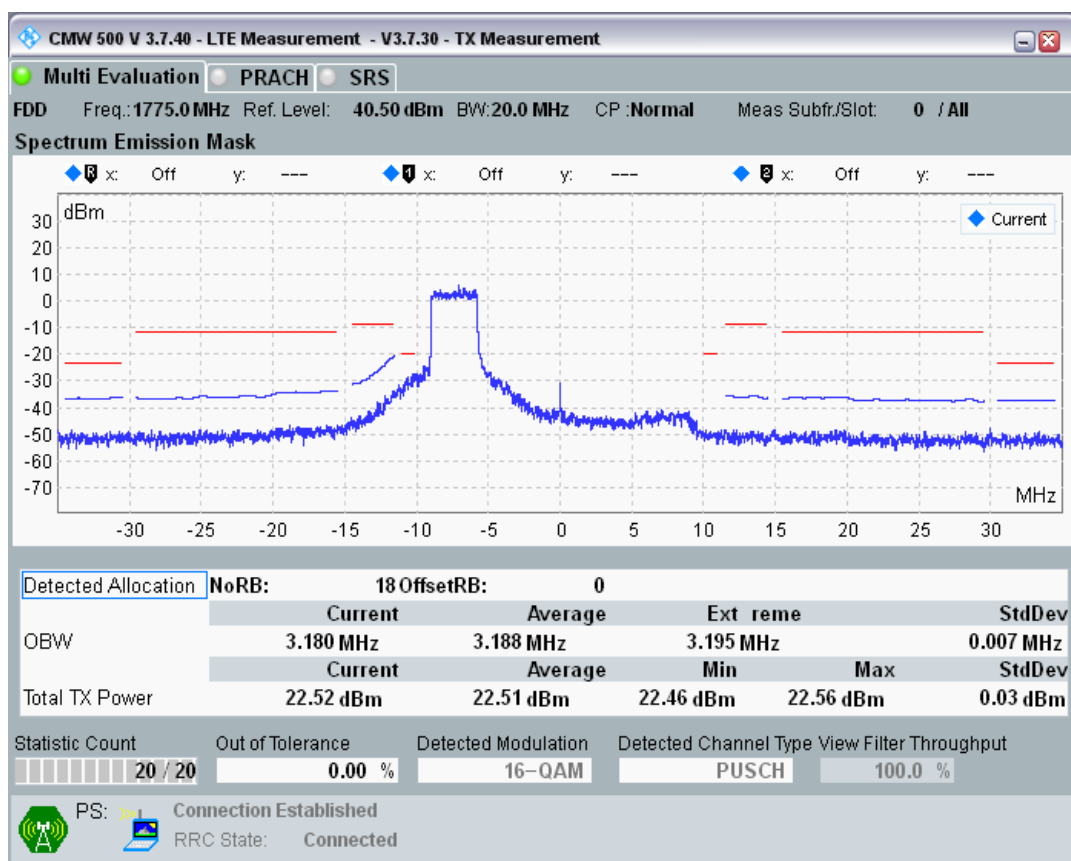 CMW 500 V 3.7.40 - LTE Measurement - V3.7.30 - TX Measurement
Multi Evaluation PRACH SRS
FDD Freq.: 1775.0 MHz Ref. Level: 40.50 dBm BW: 20.0 MHz CP : Normal Meas Subfr./Slot: 0 / All
Spectrum Emission Mask
R x: Off y: --- 1 x: Off y: --- 2 x: Off y: ---
dBm
Current
30
20
10
0
-10
-20
-30
-40
-50
-60
-70
MHz
-30 -25 -20 -15 -10 -5 0 5 10 15 20 25 30
Detected Allocation NoRB: 18 OffsetRB: 0
Current Average Ext reme StdDev
OBW 3.180 MHz 3.188 MHz 3.195 MHz 0.007 MHz
Current Average Min Max StdDev
Total TX Power 22.52 dBm 22.51 dBm 22.46 dBm 22.56 dBm 0.03 dBm
Statistic Count Out of Tolerance Detected Modulation Detected Channel Type View Filter Throughput
20 / 20 0.00 % 16-QAM PUSCH 100.0 %
PS: Connection Established
RRC State: Connected